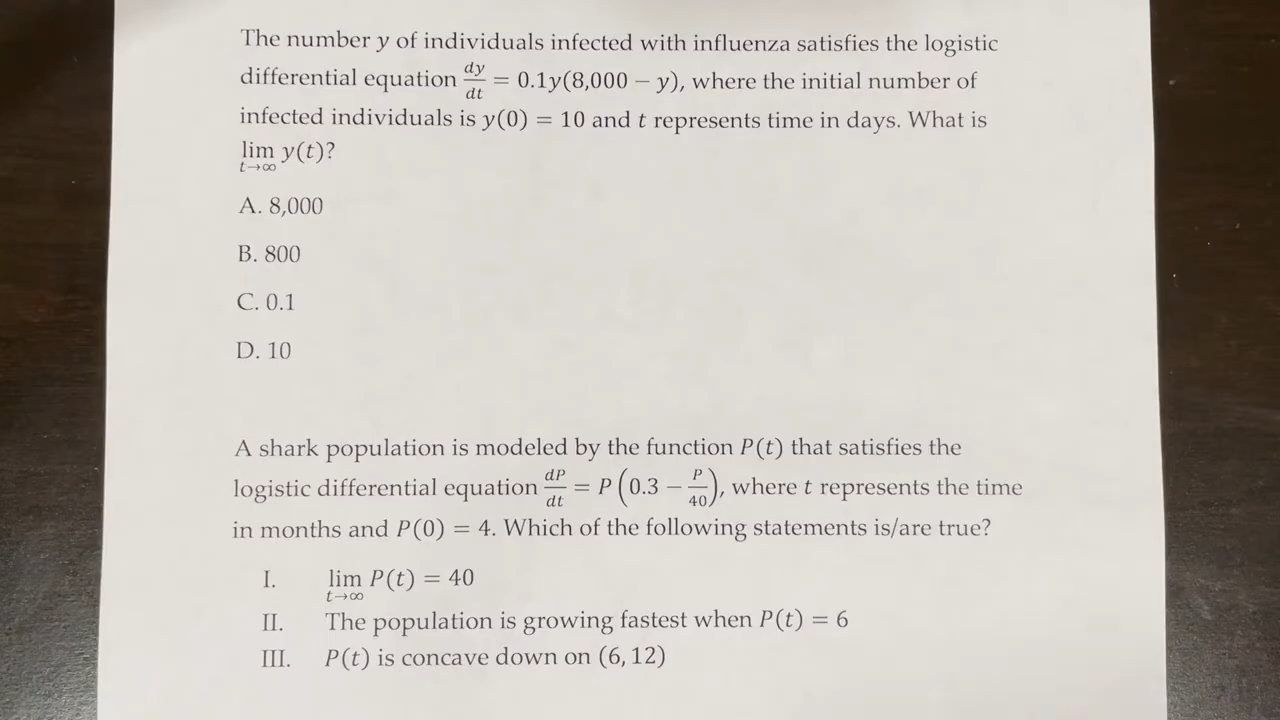 The number y of individuals infected with influenza satisfies the logistic
differential equation dy/dt = 0.1y(8,000 − y), where the initial number of
infected individuals is y(0) = 10 and t represents time in days. What is
lim t→∞ y(t)?
A. 8,000
B. 800
C. 0.1
D. 10
A shark population is modeled by the function P(t) that satisfies the
logistic differential equation dP/dt = P(0.3 − P/40), where t represents the time
in months and P(0) = 4. Which of the following statements is/are true?
I. lim t→∞ P(t) = 40
II. The population is growing fastest when P(t) = 6
III. P(t) is concave down on (6, 12)